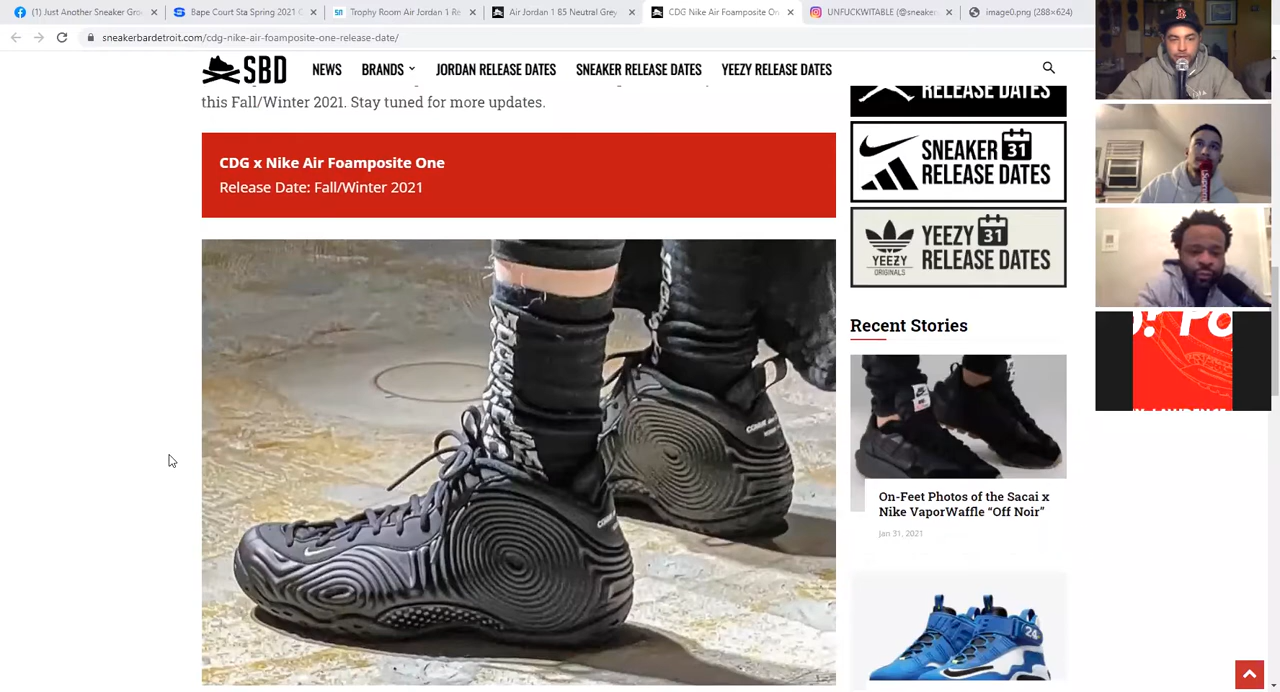 (1) Just Another Sneaker Gro
Bape Court Sta Spring 2021 C
Trophy Room Air Jordan 1 Re
Air Jordan 1 85 Neutral Grey
CDG Nike Air Foamposite On
UNFUCKWITABLE (@sneaker
image0.png (288×624)
sneakerbardetroit.com/cdg-nike-air-foamposite-one-release-date/
SBD
NEWS
BRANDS
JORDAN RELEASE DATES
SNEAKER RELEASE DATES
YEEZY RELEASE DATES
this Fall/Winter 2021. Stay tuned for more updates.
CDG x Nike Air Foamposite One
Release Date: Fall/Winter 2021
RELEASE DATES
SNEAKER 31
RELEASE DATES
YEEZY 31
RELEASE DATES
YEEZY
ORIGINALS
Recent Stories
On-Feet Photos of the Sacai x
Nike VaporWaffle “Off Noir”
Jan 31, 2021
24